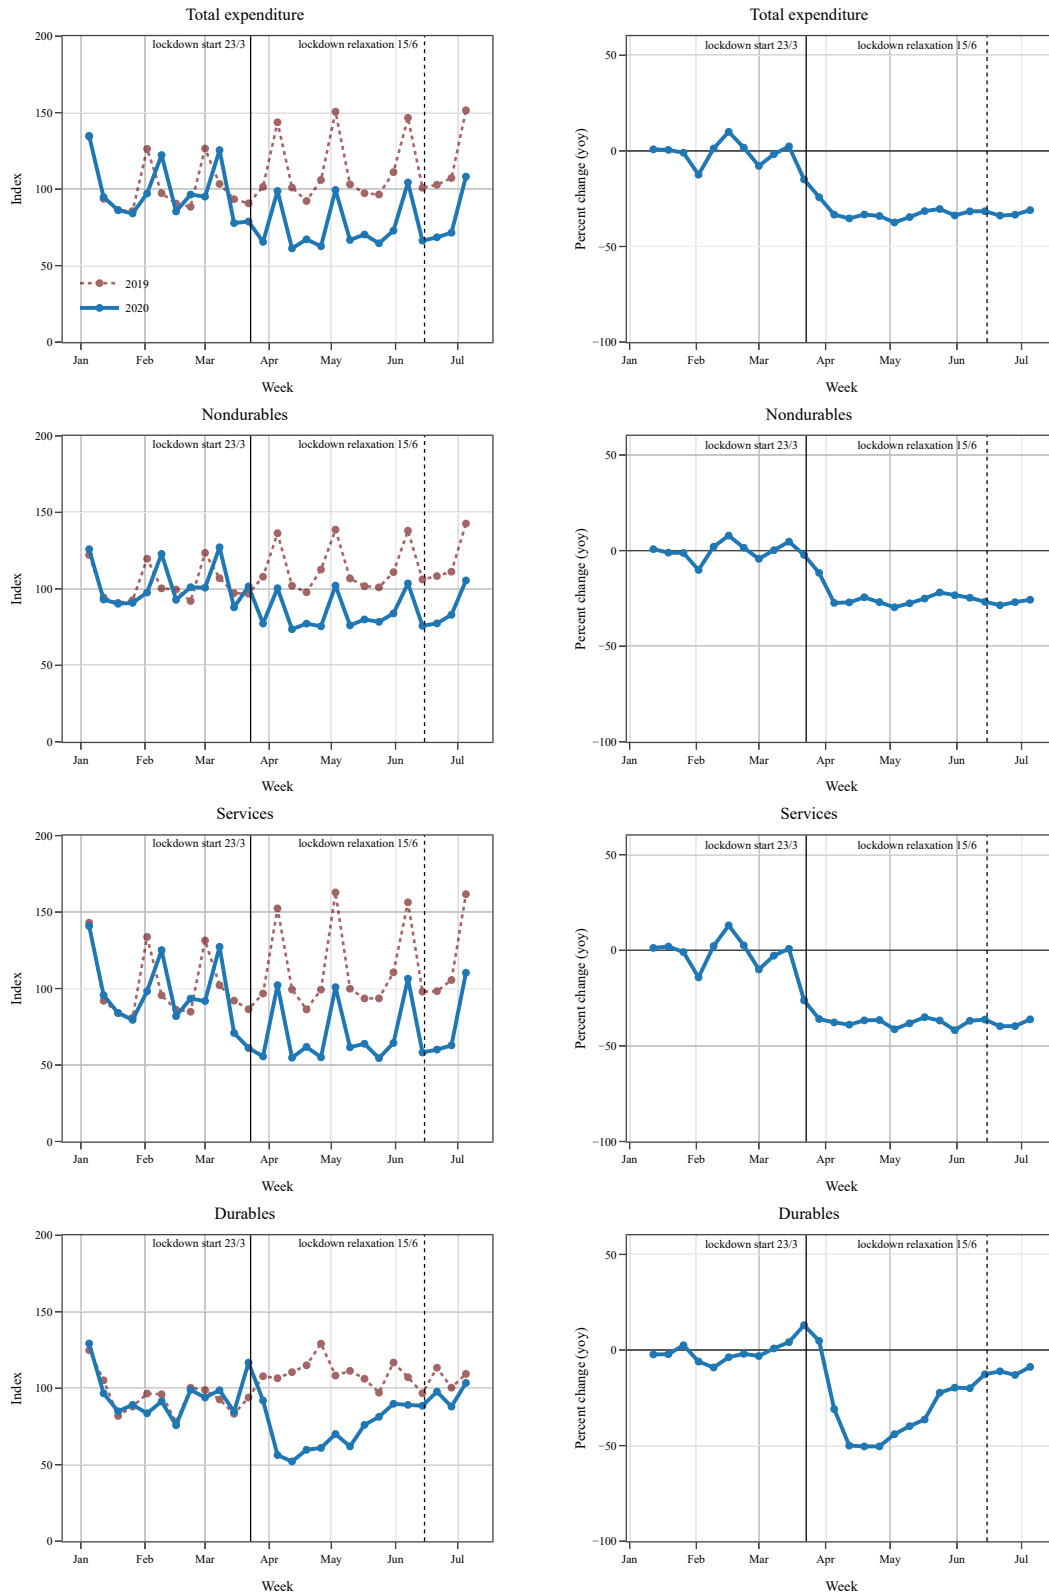 Total expenditure
200
150
100
50
0
Index
lockdown start 23/3
lockdown relaxation 15/6
2019
2020
Jan Feb Mar Apr May Jun Jul
Week
Total expenditure
50
0
−50
−100
Percent change (yoy)
lockdown start 23/3
lockdown relaxation 15/6
Jan Feb Mar Apr May Jun Jul
Week
Nondurables
200
150
100
50
0
Index
lockdown start 23/3
lockdown relaxation 15/6
Jan Feb Mar Apr May Jun Jul
Week
Nondurables
50
0
−50
−100
Percent change (yoy)
lockdown start 23/3
lockdown relaxation 15/6
Jan Feb Mar Apr May Jun Jul
Week
Services
200
150
100
50
0
Index
lockdown start 23/3
lockdown relaxation 15/6
Jan Feb Mar Apr May Jun Jul
Week
Services
50
0
−50
−100
Percent change (yoy)
lockdown start 23/3
lockdown relaxation 15/6
Jan Feb Mar Apr May Jun Jul
Week
Durables
200
150
100
50
0
Index
lockdown start 23/3
lockdown relaxation 15/6
Jan Feb Mar Apr May Jun Jul
Week
Durables
50
0
−50
−100
Percent change (yoy)
lockdown start 23/3
lockdown relaxation 15/6
Jan Feb Mar Apr May Jun Jul
Week